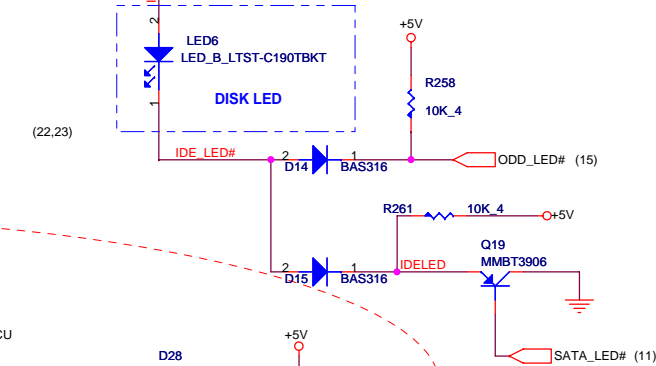 2
LED6
LED_B_LTST-C190TBKT
1
DISK LED
+5V
R258
10K_4
(22,23)
IDE_LED#
2
D14
1
BAS316
ODD_LED# (15)
R261
10K_4
+5V
2
D15
1
BAS316
IDELED
Q19
MMBT3906
CU
D28
+5V
SATA_LED# (11)